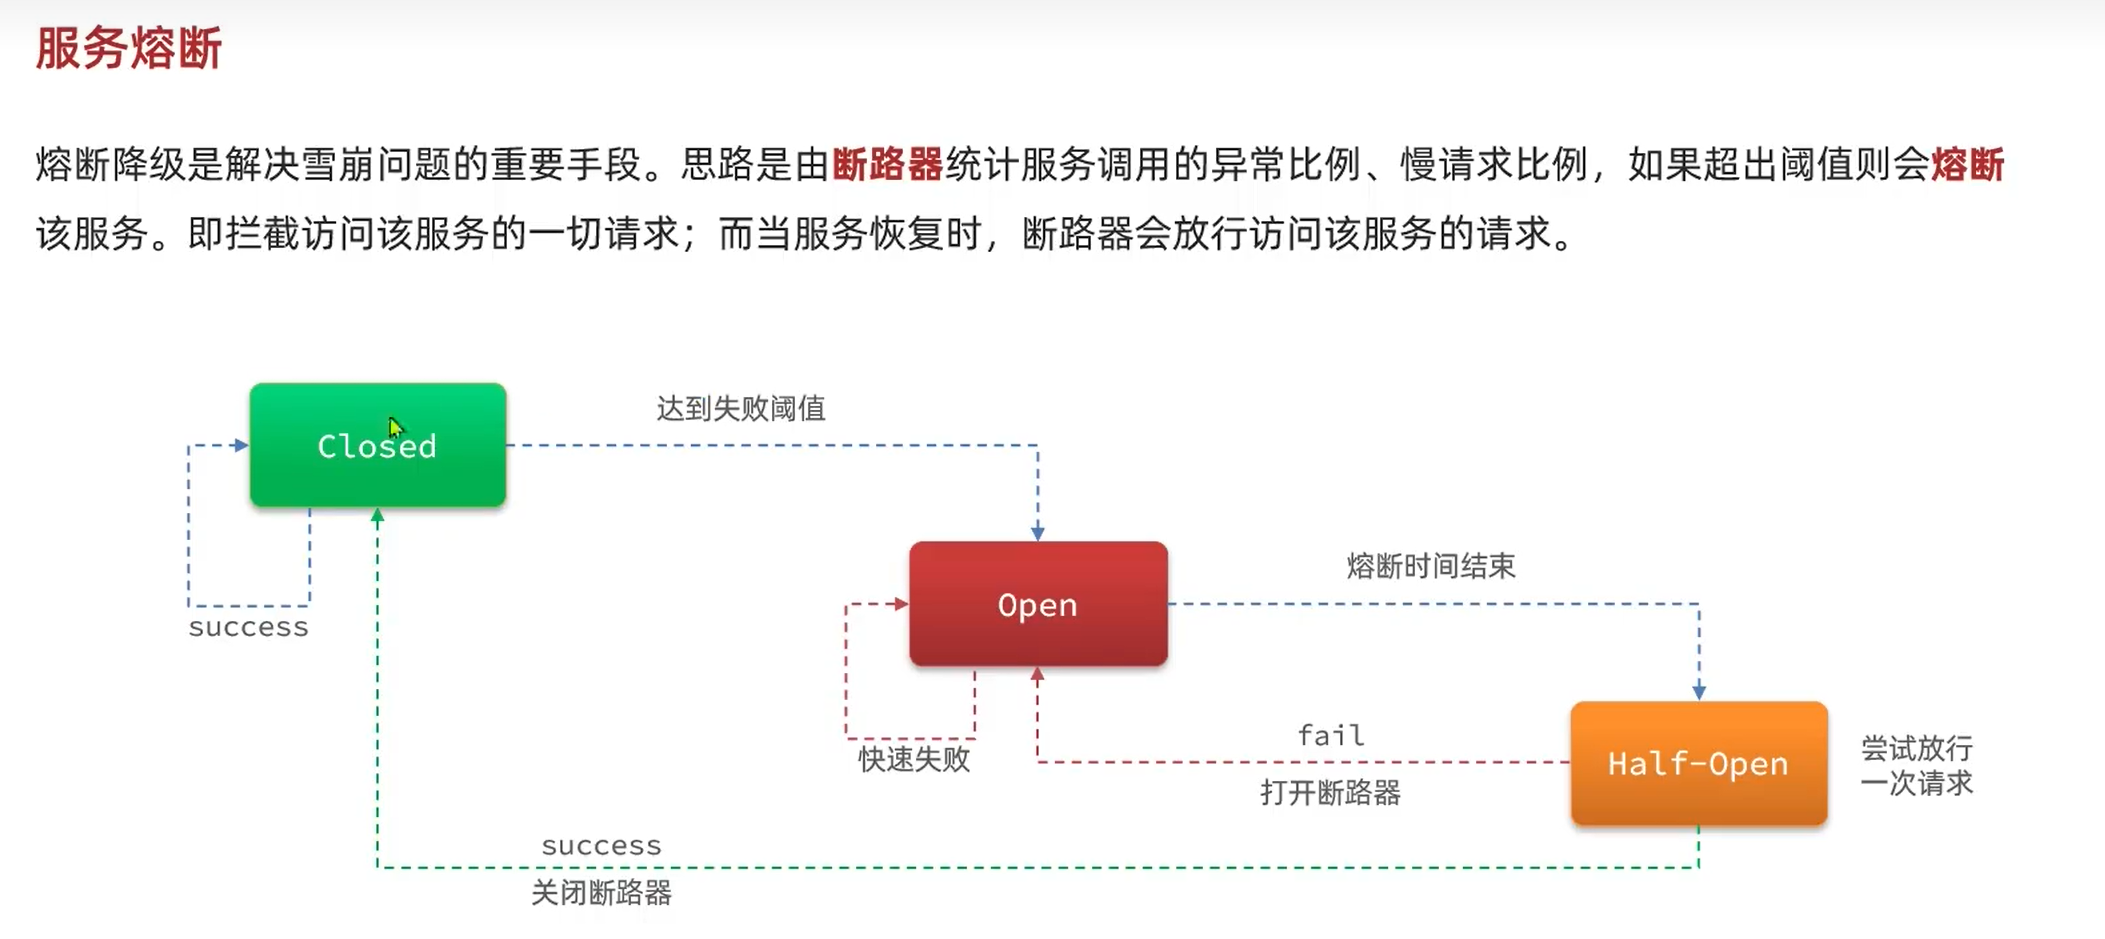 服务熔断
熔断降级是解决雪崩问题的重要手段。思路是由断路器统计服务调用的异常比例、慢请求比例，如果超出阈值则会熔断
该服务。即拦截访问该服务的一切请求；而当服务恢复时，断路器会放行访问该服务的请求。
达到失败阈值
Closed
熔断时间结束
Open
success
fail
快速失败
打开断路器
Half-Open
尝试放行
一次请求
success
关闭断路器